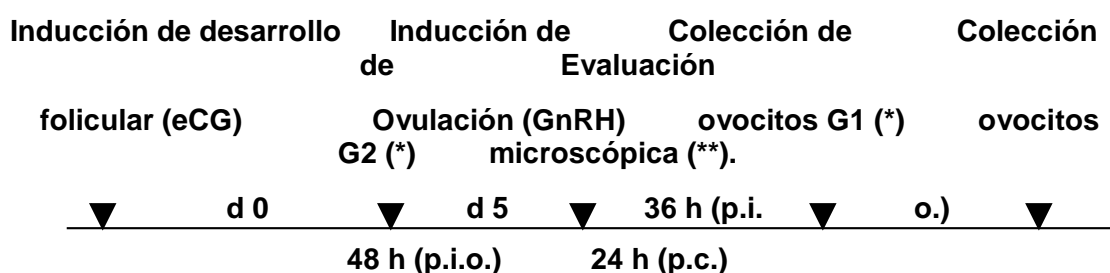 Inducción de desarrollo Inducción de Colección de Colección
de Evaluación
folicular (eCG) Ovulación (GnRH) ovocitos G1 (*) ovocitos
G2 (*) microscópica (**).
d 0 d 5 36 h (p.i. o.)
48 h (p.i.o.) 24 h (p.c.)